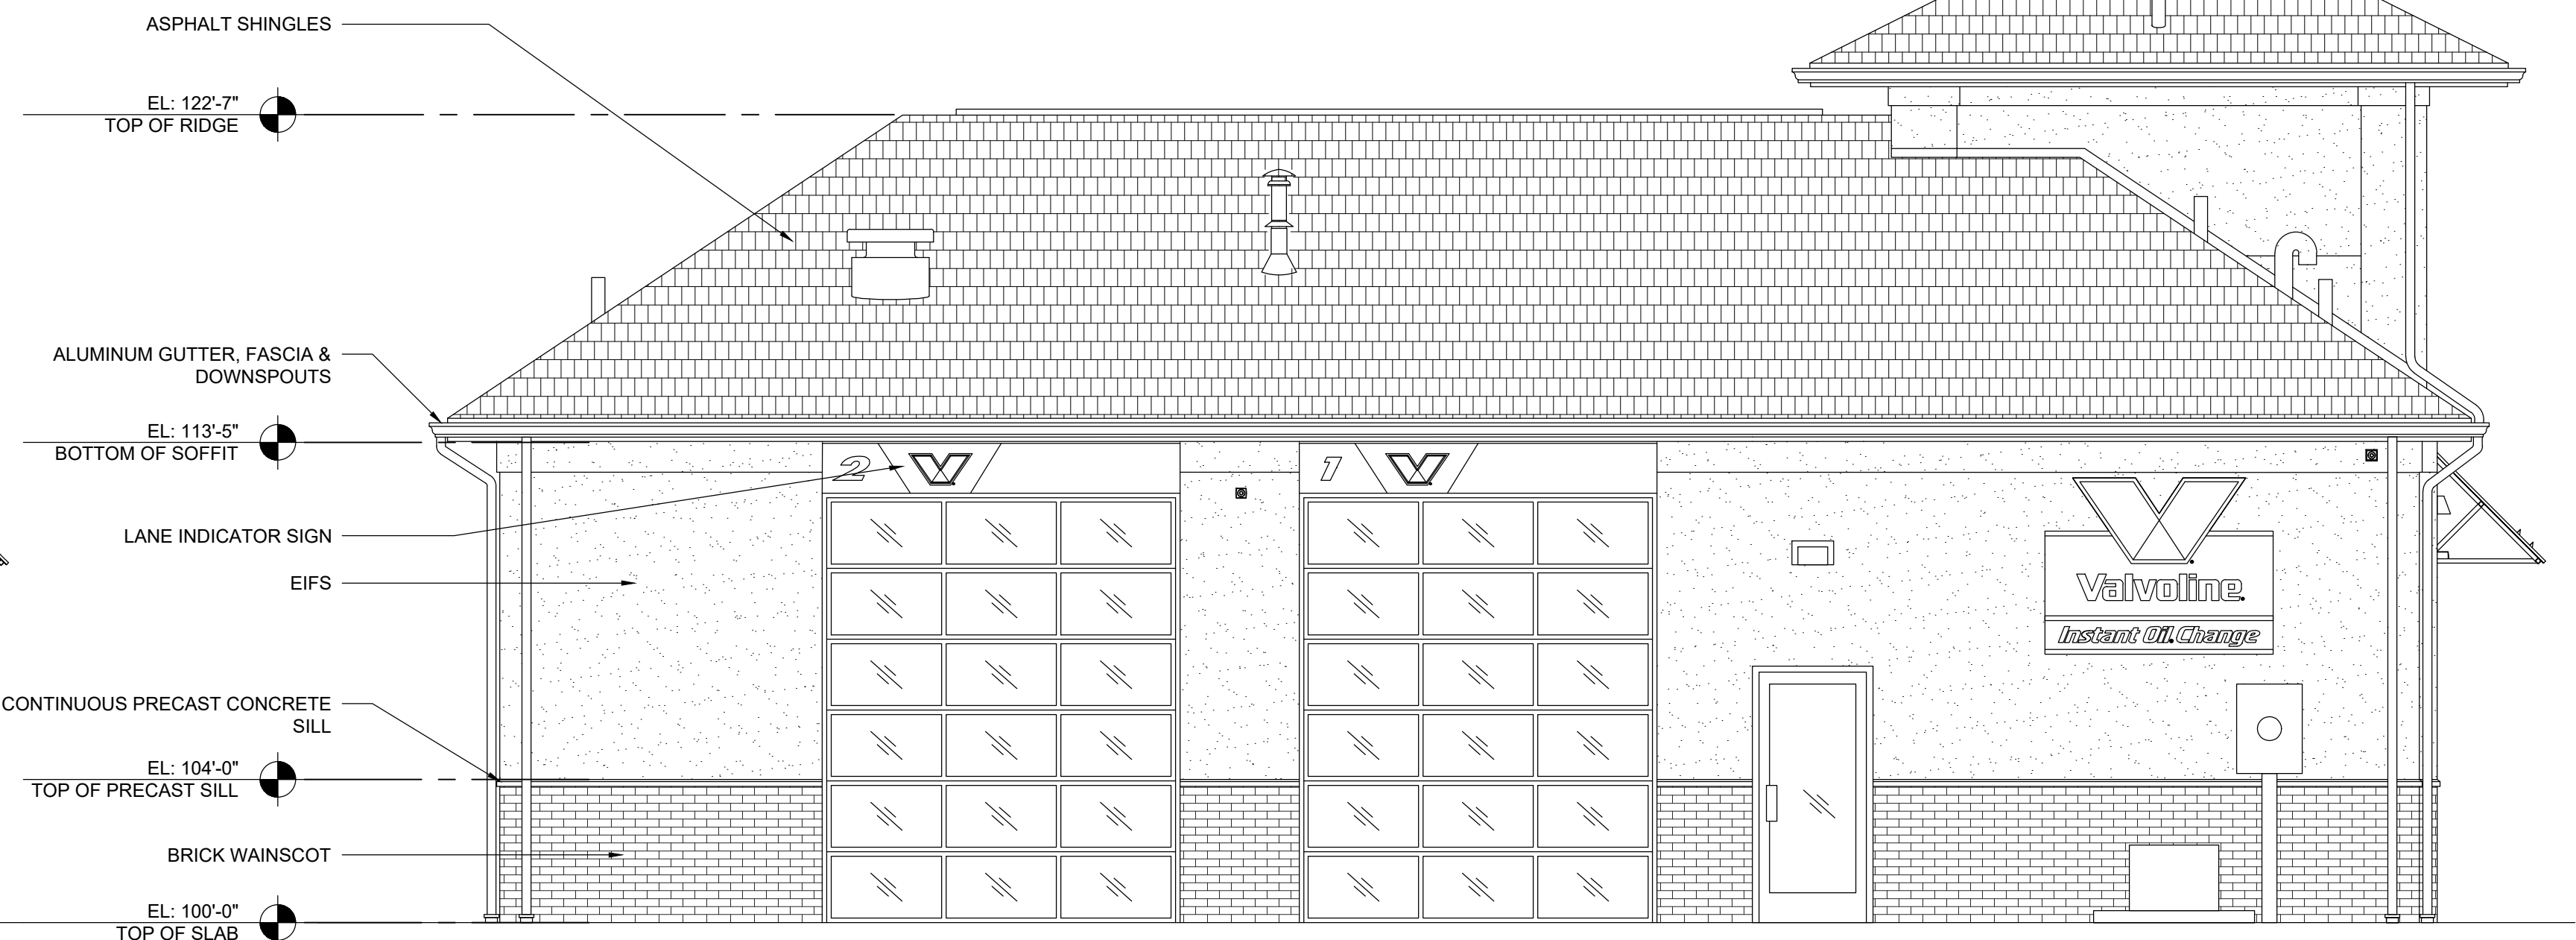 ASPHALT SHINGLES
EL: 122'-7"
TOP OF RIDGE
ALUMINUM GUTTER, FASCIA &
DOWNSPOUTS
EL: 113'-5"
BOTTOM OF SOFFIT
2 V
1 V
LANE INDICATOR SIGN
V
EIFS
Valvoline
Instant Oil Change
CONTINUOUS PRECAST CONCRETE
SILL
EL: 104'-0"
TOP OF PRECAST SILL
BRICK WAINSCOT
EL: 100'-0"
TOP OF SLAB